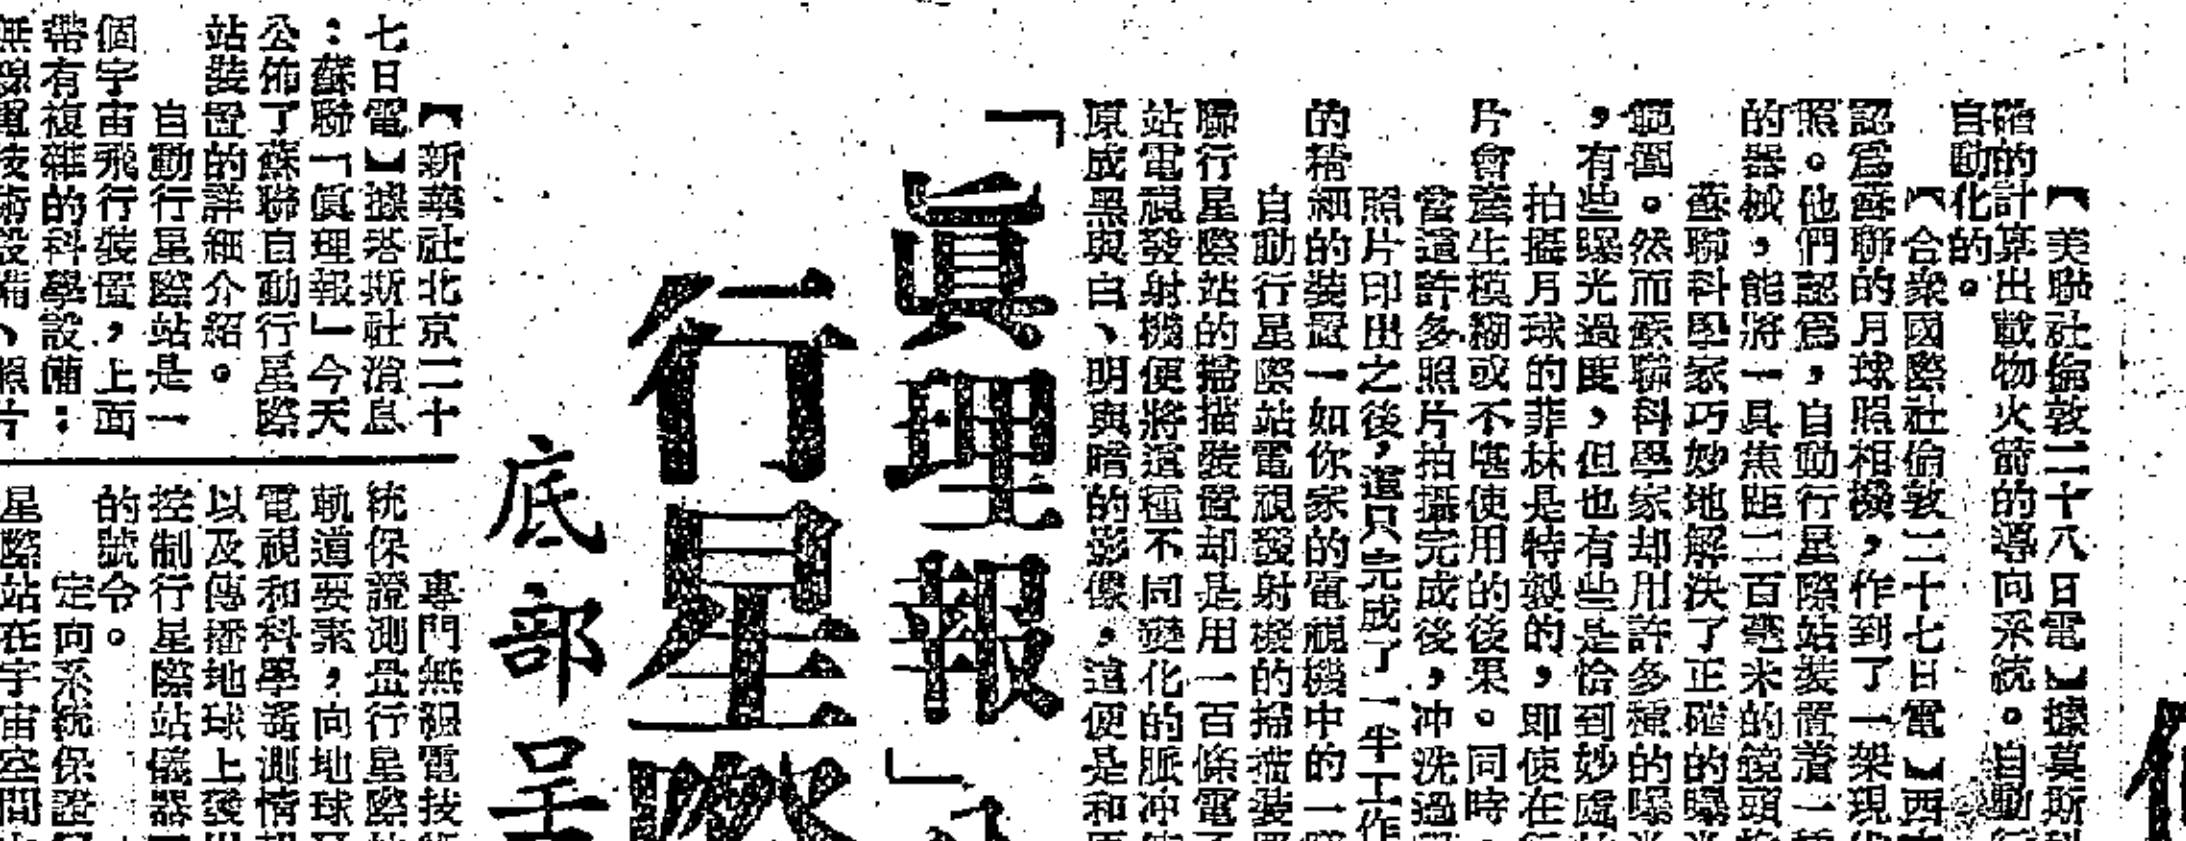 【美聯社倫敦二十八日電】據莫斯科
確的計算出載物火箭的導向系統。自動行
自動化的。
【合衆國際社倫敦二十七日電】西方
認爲蘇聯的月球照相機,作到了一架現代
照。他們認爲,自動行星際站裝置着一種
的器械,能將一具焦距二百毫米的鏡頭
蘇聯科學家巧妙地解決了正確的曝光
範圍。然而蘇聯科學家却用許多種的曝光
,有些曝光過度,但也有些是恰到妙處
拍攝月球的菲林是特製的,即使在
片會產生模糊或不堪使用的後果。同時,
當這許多照片拍攝完成後,冲洗過
照片印出之後,還只完成了一半工作
的精細的裝置一如你家的電視機中的一
自動行星際站電視發射機的掃描裝置
聯行星際站的掃描裝置却是用一百條電
站電視發射機便將這種不同變化的脈冲
原成黑與白、明與暗的影像,這便是和
「眞理報」
行星際
底部呈
【新華社北京二十
七日電】據塔斯社消息
:蘇聯「眞理報」今天
公佈了蘇聯自動行星際
站裝置的詳細介紹。
自動行星際站是一
個宇宙飛行裝置,上面
帶有複雜的科學設備;
無線電技術設備、照片
專門無線電技術
統保證測量行星際
軌道要素,向地球
電視和科學遙測情報
以及傳播地球上發出
控制行星際站儀器
的號令。
定向系統保證
星際站在宇宙空間